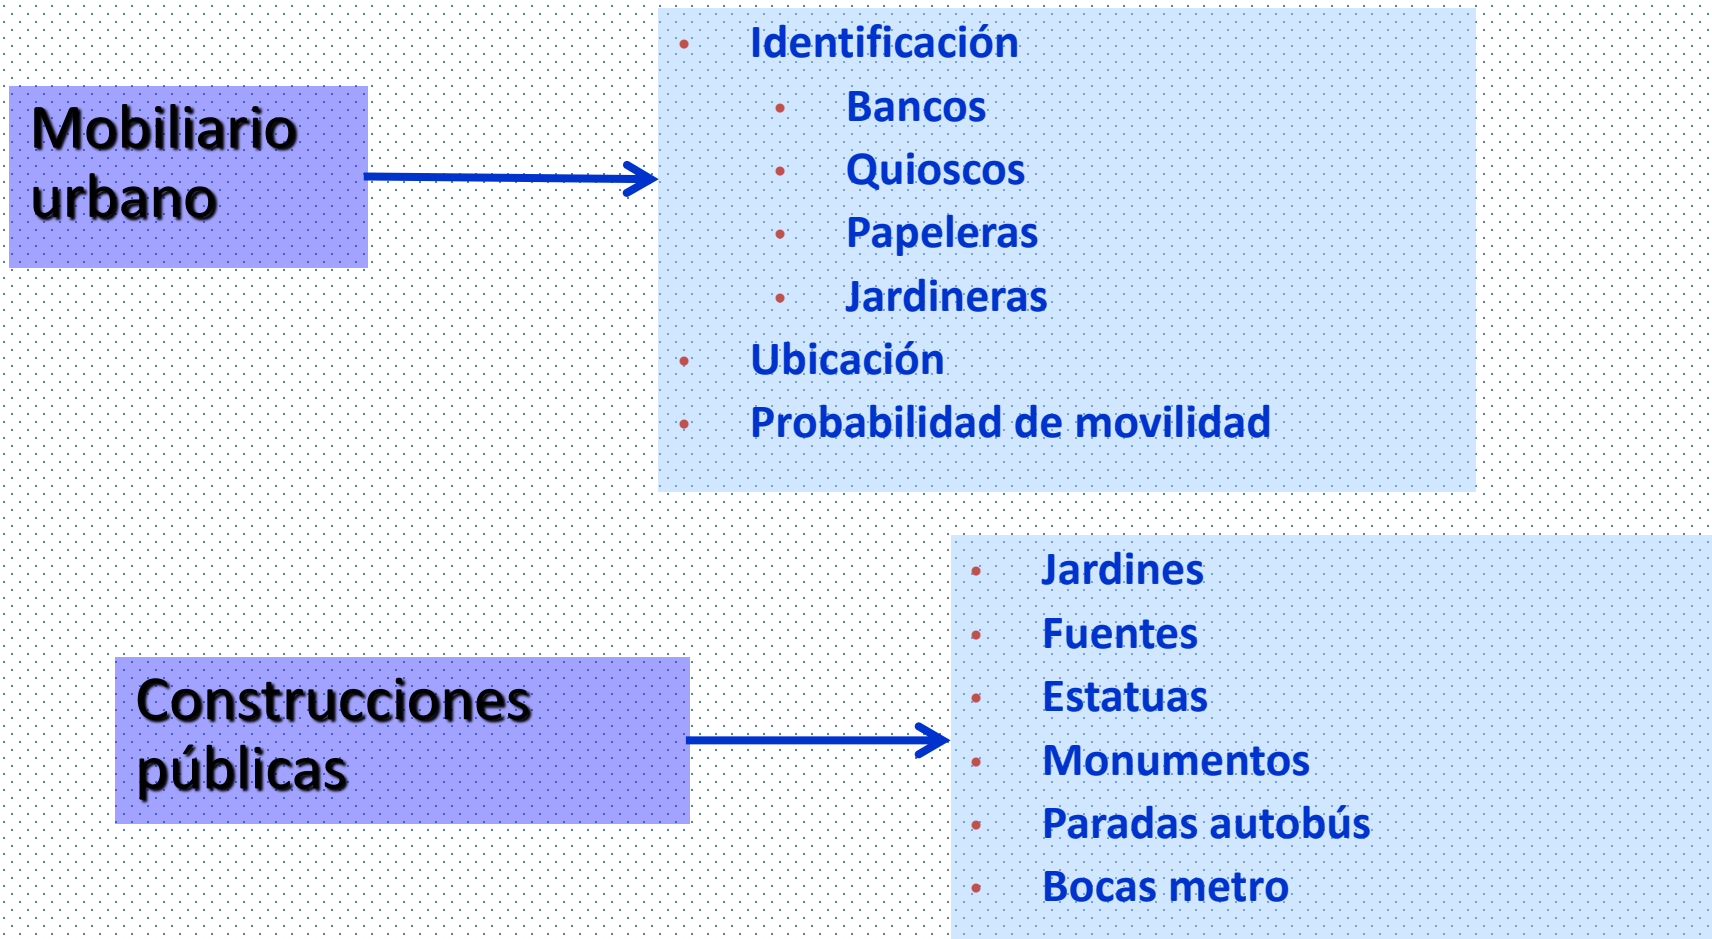 Mobiliario
urbano
• Identificación
• Bancos
• Quioscos
• Papeleras
• Jardineras
• Ubicación
• Probabilidad de movilidad
Construcciones
públicas
• Jardines
• Fuentes
• Estatuas
• Monumentos
• Paradas autobús
• Bocas metro